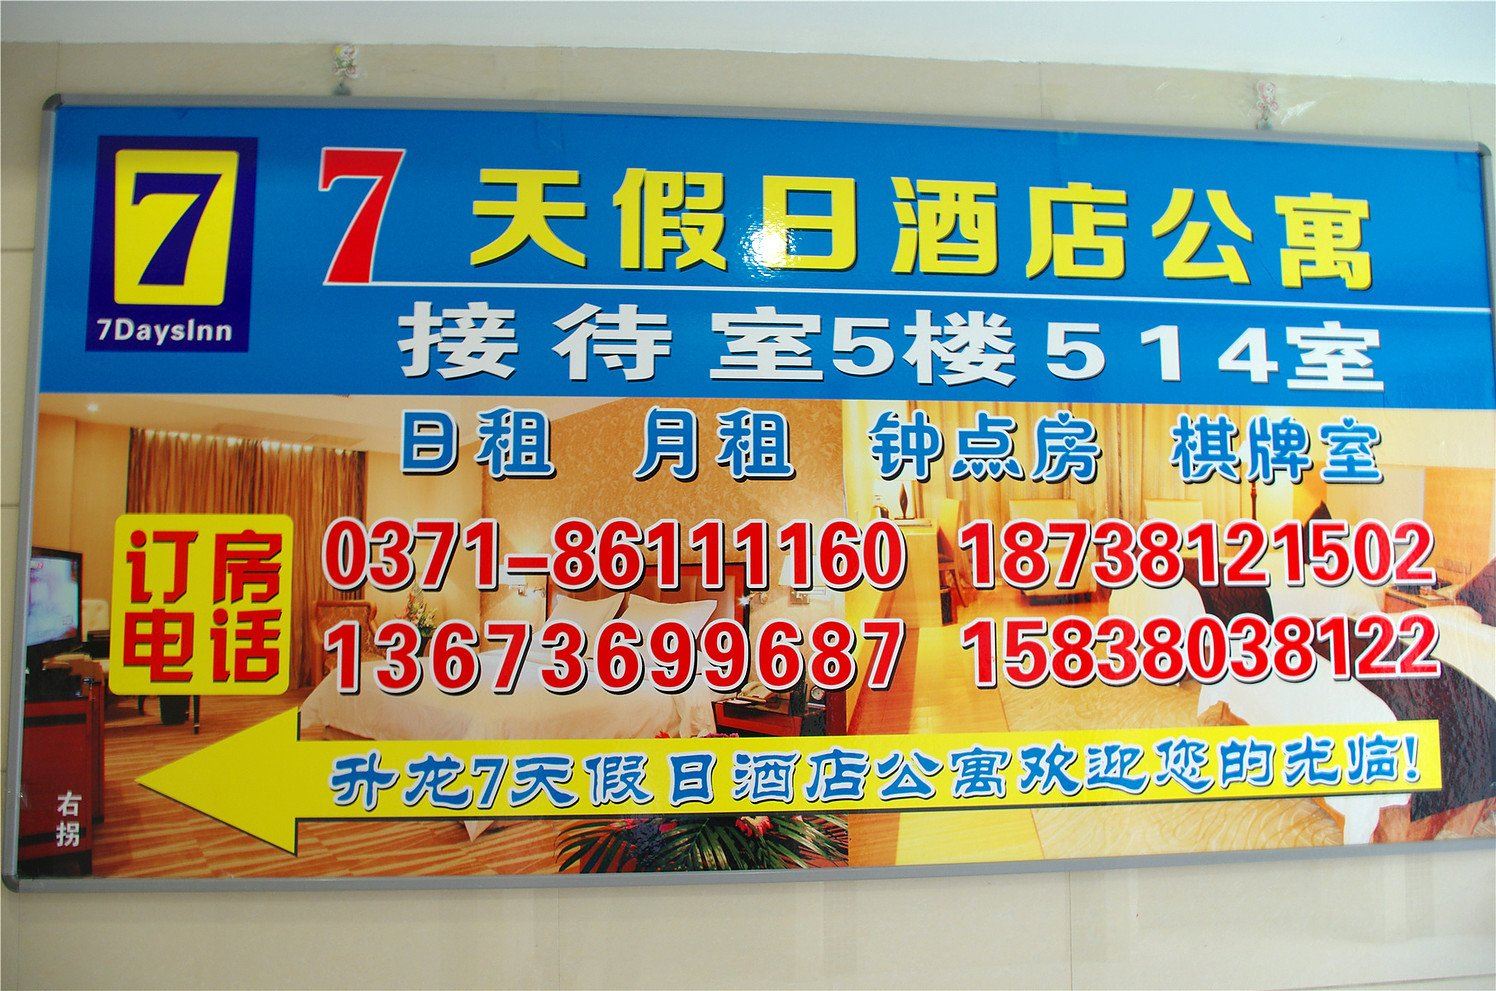 7
7DaysInn
7天假日酒店公寓
接待室5楼514室
日租 月租 钟点房 棋牌室
订房
电话
0371-86111160 18738121502
13673699687 15838038122
升龙7天假日酒店公寓欢迎您的光临!
右拐